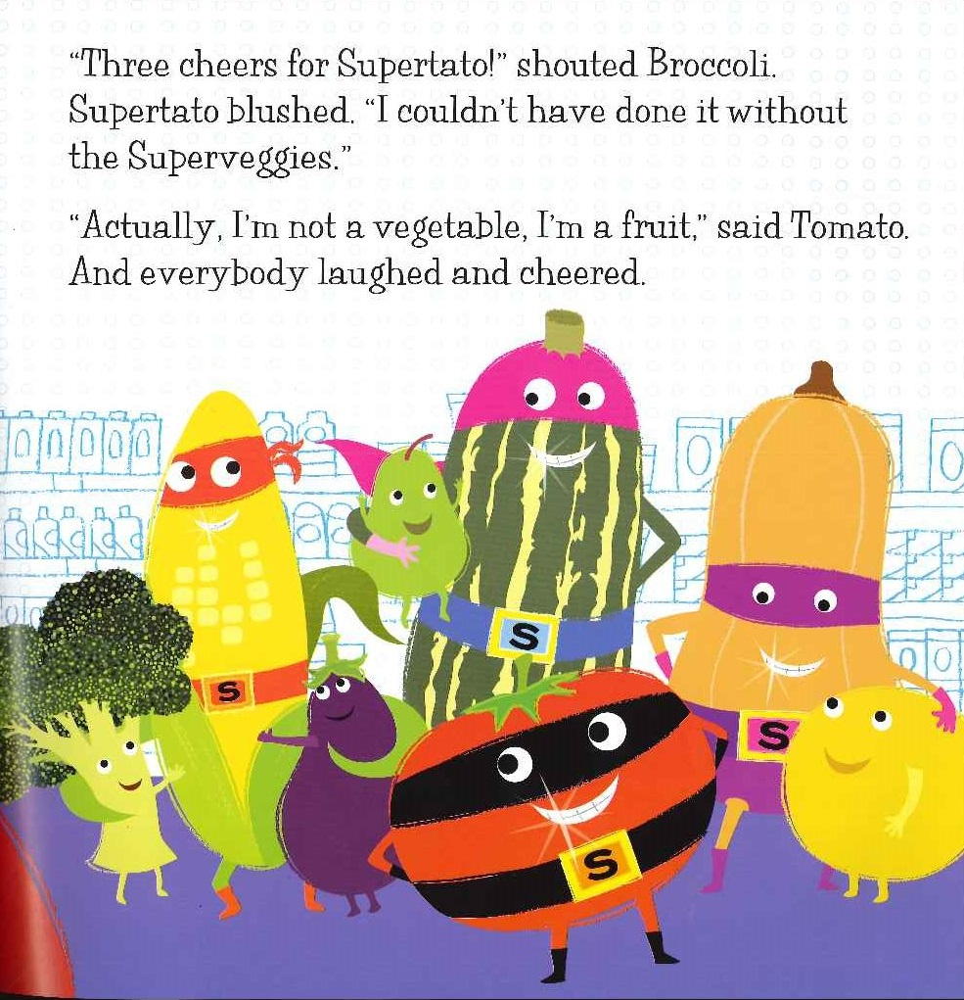 “Three cheers for Supertato!” shouted Broccoli.
Supertato blushed. “I couldn’t have done it without
the Superveggies.”
“Actually, I’m not a vegetable, I’m a fruit,” said Tomato.
And everybody laughed and cheered.
S
S
S
S